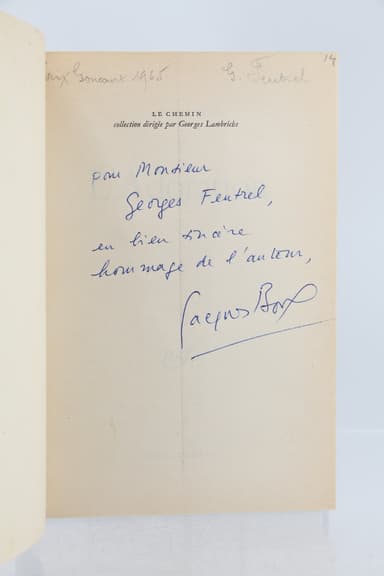 Goncourt 1965
G. Feutrel
14
LE CHEMIN
collection dirigée par Georges Lambrichs
pour Monsieur
Georges Feutrel,
en bien sincère
hommage de l'auteur,
Jacques Borel